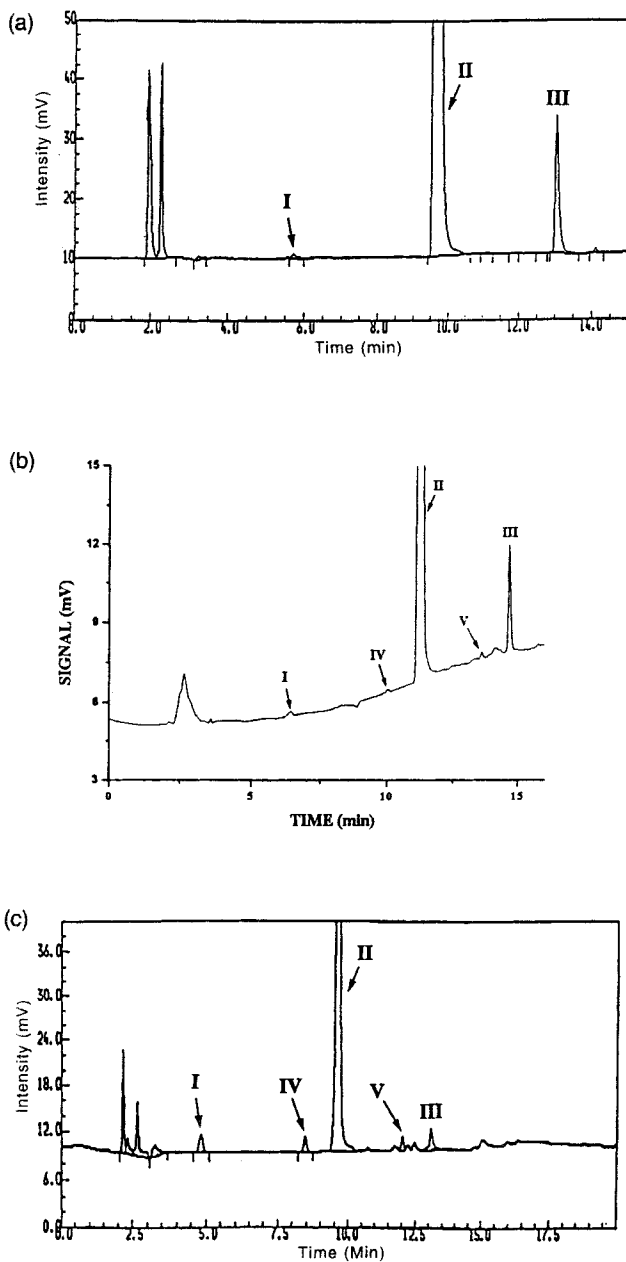 (a)
50
40
30
20
10
Intensity (mV)
I
II
III
0.0 2.0 4.0 6.0 8.0 10.0 12.0 14.0
Time (min)
(b)
15
12
9
6
3
SIGNAL (mV)
I
IV
II
V
III
0 5 10 15
TIME (min)
(c)
36.0
30.0
24.0
18.0
12.0
6.0
0.0
Intensity (mV)
I
IV
II
V
III
0.0 2.5 5.0 7.5 10.0 12.5 15.0 17.5
Time (Min)